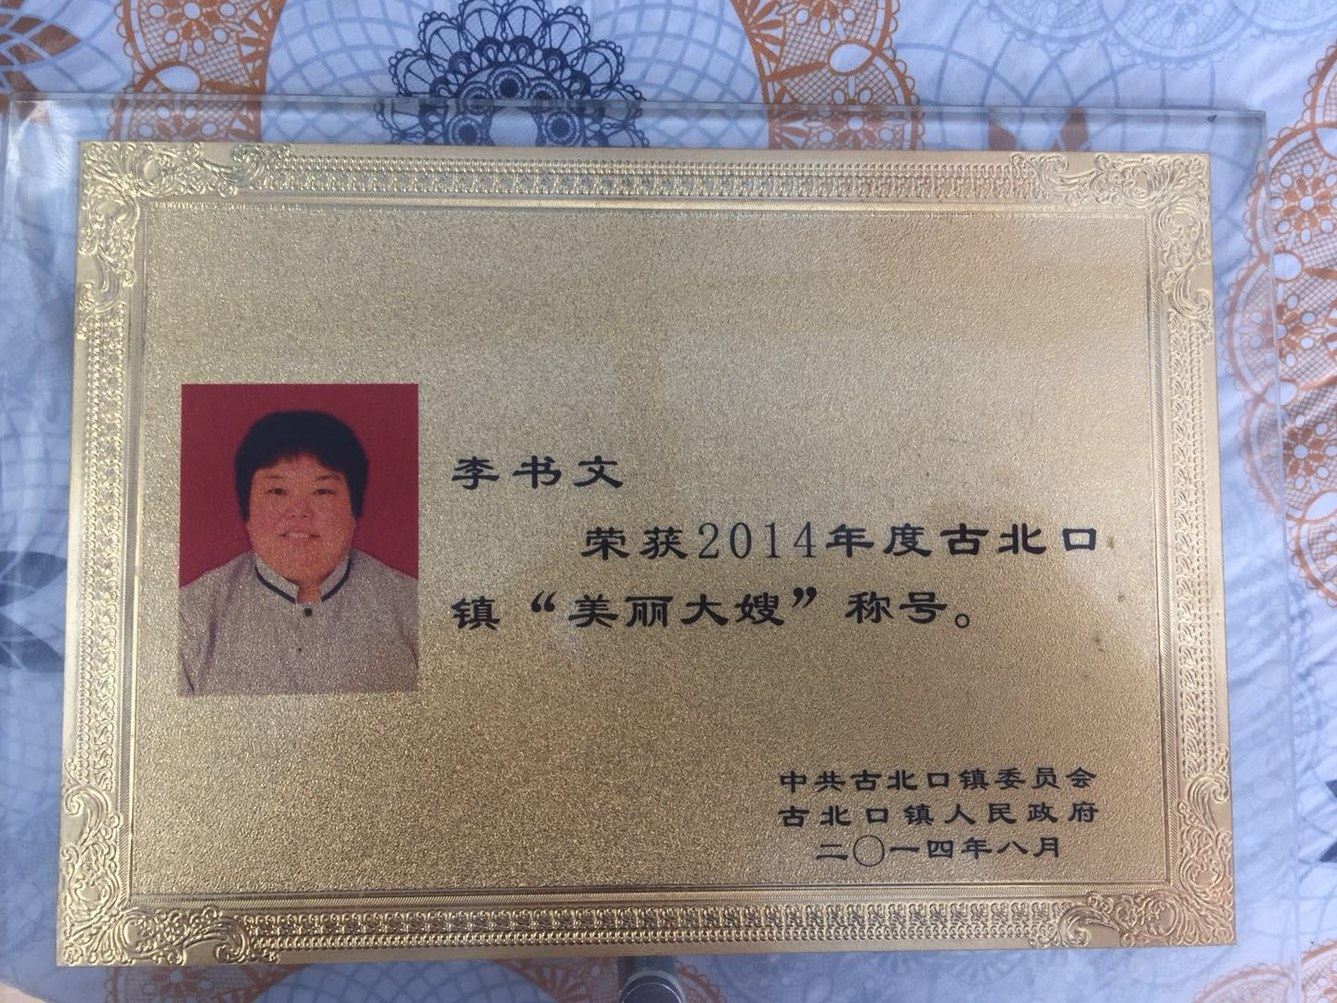 李书文
荣获2014年度古北口
镇“美丽大嫂”称号。
中共古北口镇委员会
古北口镇人民政府
二〇一四年八月